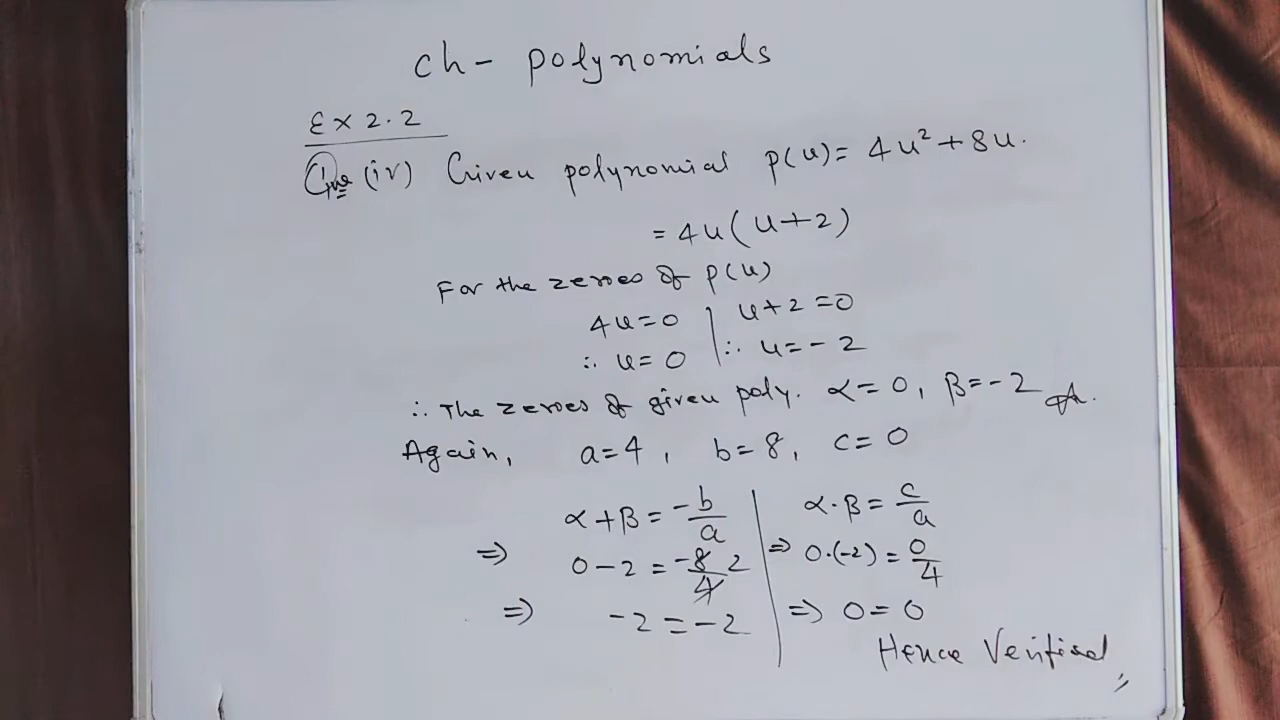 ch- polynomials
Ex 2.2
Que (iv) Given polynomial p(u)= 4u²+8u.
= 4u(u+2)
For the zeroes of p(u)
4u=0 | u+2=0
∴ u=0 | ∴ u=-2
∴ The zeroes of given poly. α=0, β=-2
Again, a=4, b=8, c=0
α+β = -b/a | α·β = c/a
⇒ 0-2 = -8/4 2 | ⇒ 0·(-2) = 0/4
⇒ -2=-2 | ⇒ 0=0
Hence Verified,,